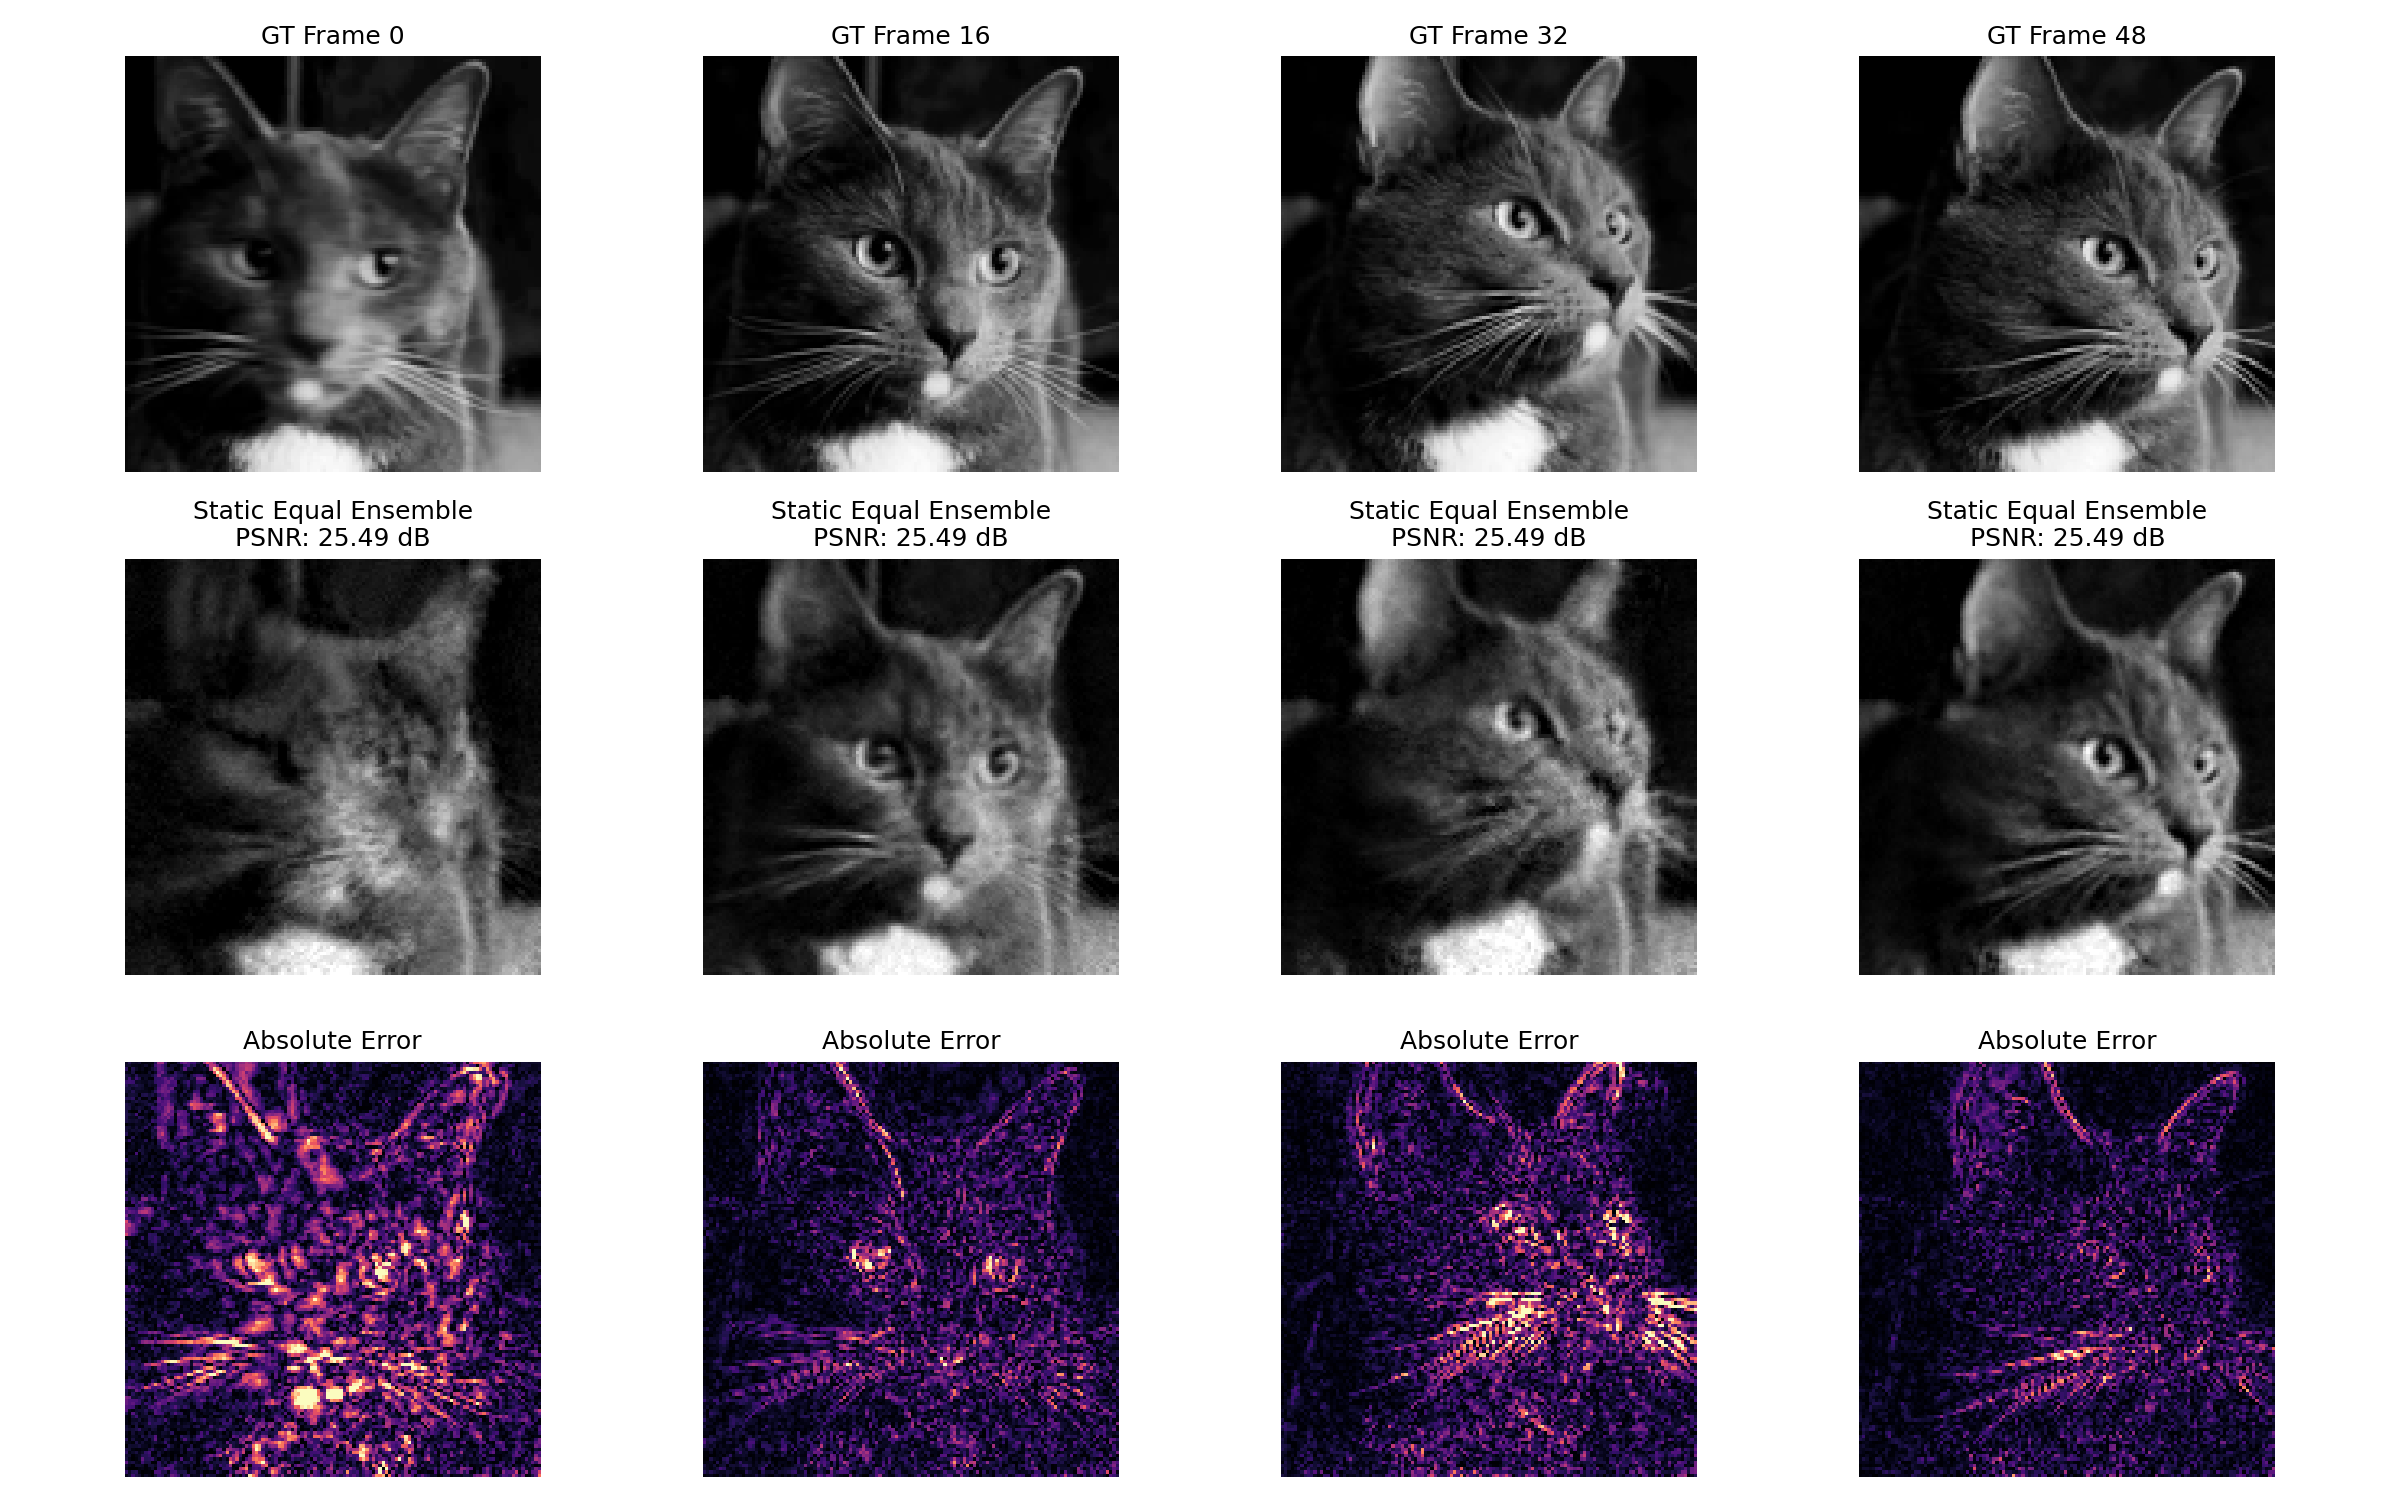 GT Frame 0
GT Frame 16
GT Frame 32
GT Frame 48
Static Equal Ensemble
PSNR: 25.49 dB
Static Equal Ensemble
PSNR: 25.49 dB
Static Equal Ensemble
PSNR: 25.49 dB
Static Equal Ensemble
PSNR: 25.49 dB
Absolute Error
Absolute Error
Absolute Error
Absolute Error